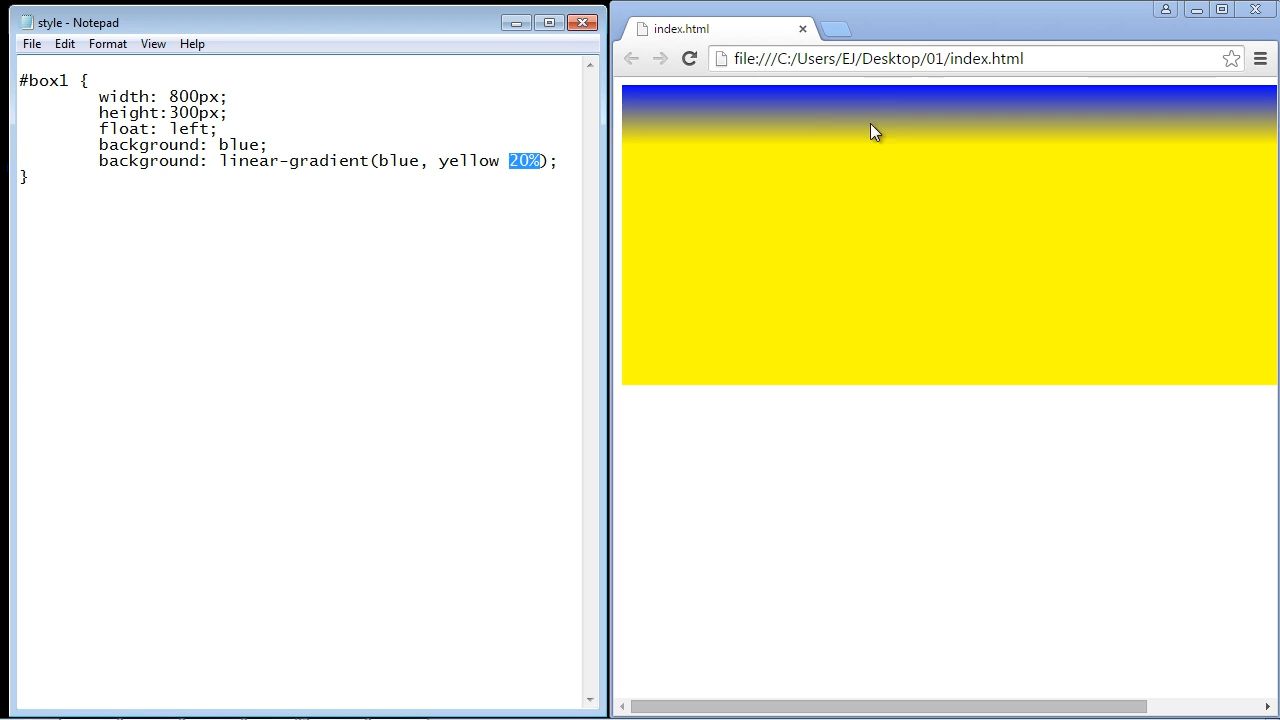 style - Notepad
File Edit Format View Help
#box1 {
width: 800px;
height:300px;
float: left;
background: blue;
background: linear-gradient(blue, yellow 20%);
}
index.html
file:///C:/Users/EJ/Desktop/01/index.html